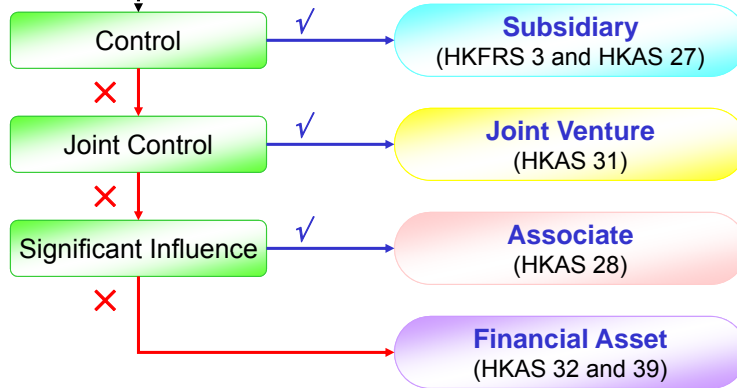 Control
√
Subsidiary
(HKFRS 3 and HKAS 27)
Joint Control
√
Joint Venture
(HKAS 31)
Significant Influence
√
Associate
(HKAS 28)
Financial Asset
(HKAS 32 and 39)